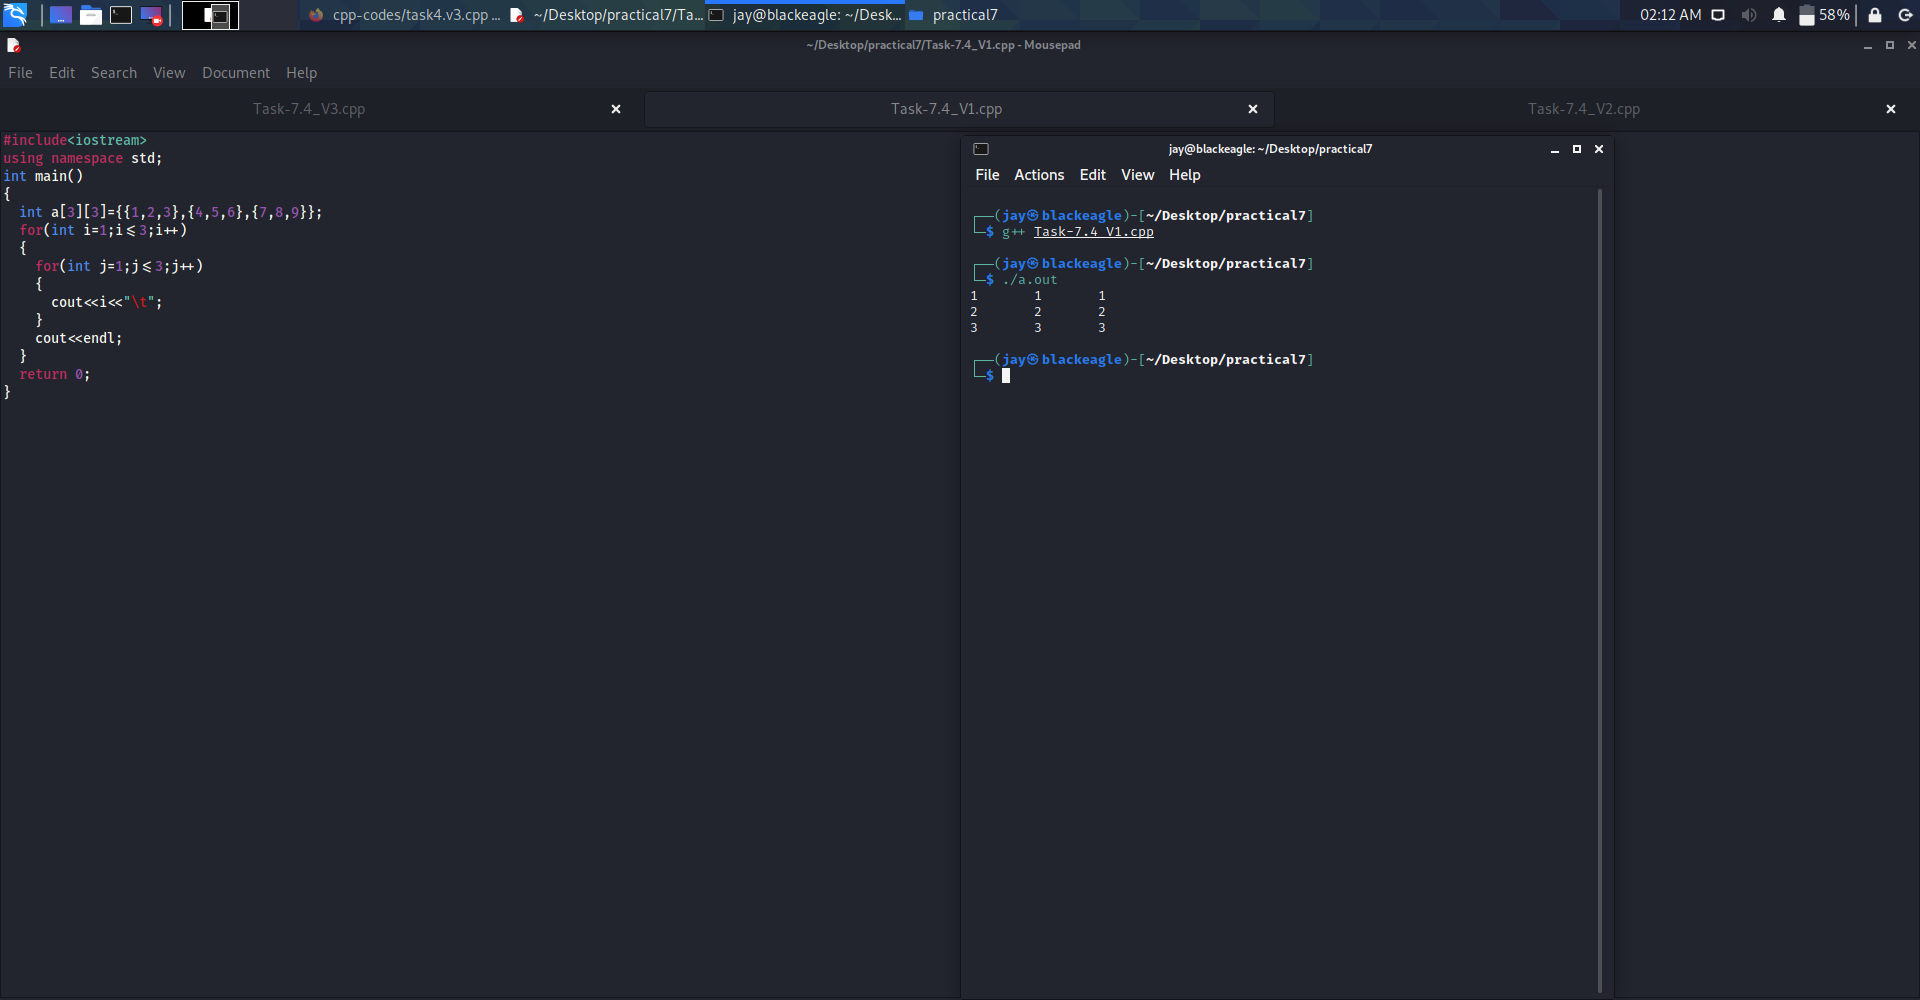 cpp-codes/task4.v3.cpp ...
~/Desktop/practical7/Ta...
jay@blackeagle: ~/Desk...
practical7
02:12 AM
58%
~/Desktop/practical7/Task-7.4_V1.cpp - Mousepad
File Edit Search View Document Help
Task-7.4_V3.cpp
Task-7.4_V1.cpp
Task-7.4_V2.cpp
#include<iostream>
using namespace std;
int main()
{
  int a[3][3]={{1,2,3},{4,5,6},{7,8,9}};
  for(int i=1;i<=3;i++)
  {
    for(int j=1;j<=3;j++)
    {
      cout<<i<<"\t";
    }
    cout<<endl;
  }
  return 0;
}
jay@blackeagle: ~/Desktop/practical7
File Actions Edit View Help
┌──(jay㉿blackeagle)-[~/Desktop/practical7]
└─$ g++ Task-7.4_V1.cpp
┌──(jay㉿blackeagle)-[~/Desktop/practical7]
└─$ ./a.out
1	1	1
2	2	2
3	3	3
┌──(jay㉿blackeagle)-[~/Desktop/practical7]
└─$